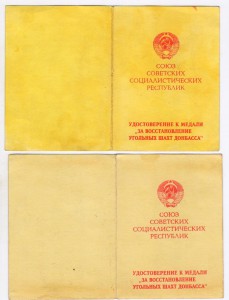 СОЮЗ
СОВЕТСКИХ
СОЦИАЛИСТИЧЕСКИХ
РЕСПУБЛИК
УДОСТОВЕРЕНИЕ К МЕДАЛИ
„ЗА ВОССТАНОВЛЕНИЕ
УГОЛЬНЫХ ШАХТ ДОНБАССА“
СОЮЗ
СОВЕТСКИХ
СОЦИАЛИСТИЧЕСКИХ
РЕСПУБЛИК
УДОСТОВЕРЕНИЕ К МЕДАЛИ
„ЗА ВОССТАНОВЛЕНИЕ
УГОЛЬНЫХ ШАХТ ДОНБАССА“